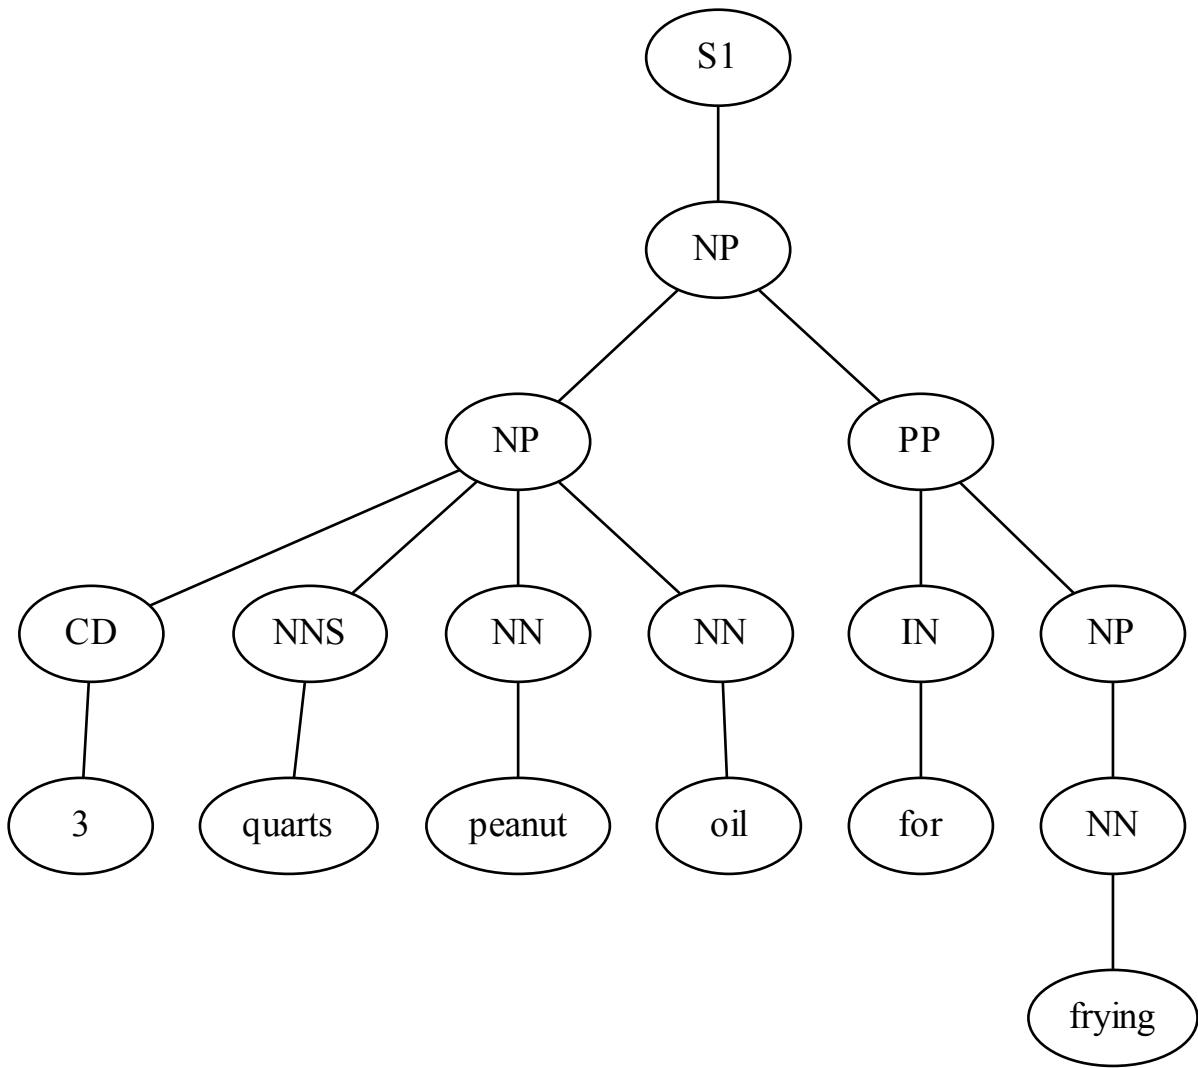 S1
NP
NP PP
CD NNS NN NN IN NP
3 quarts peanut oil for NN
frying